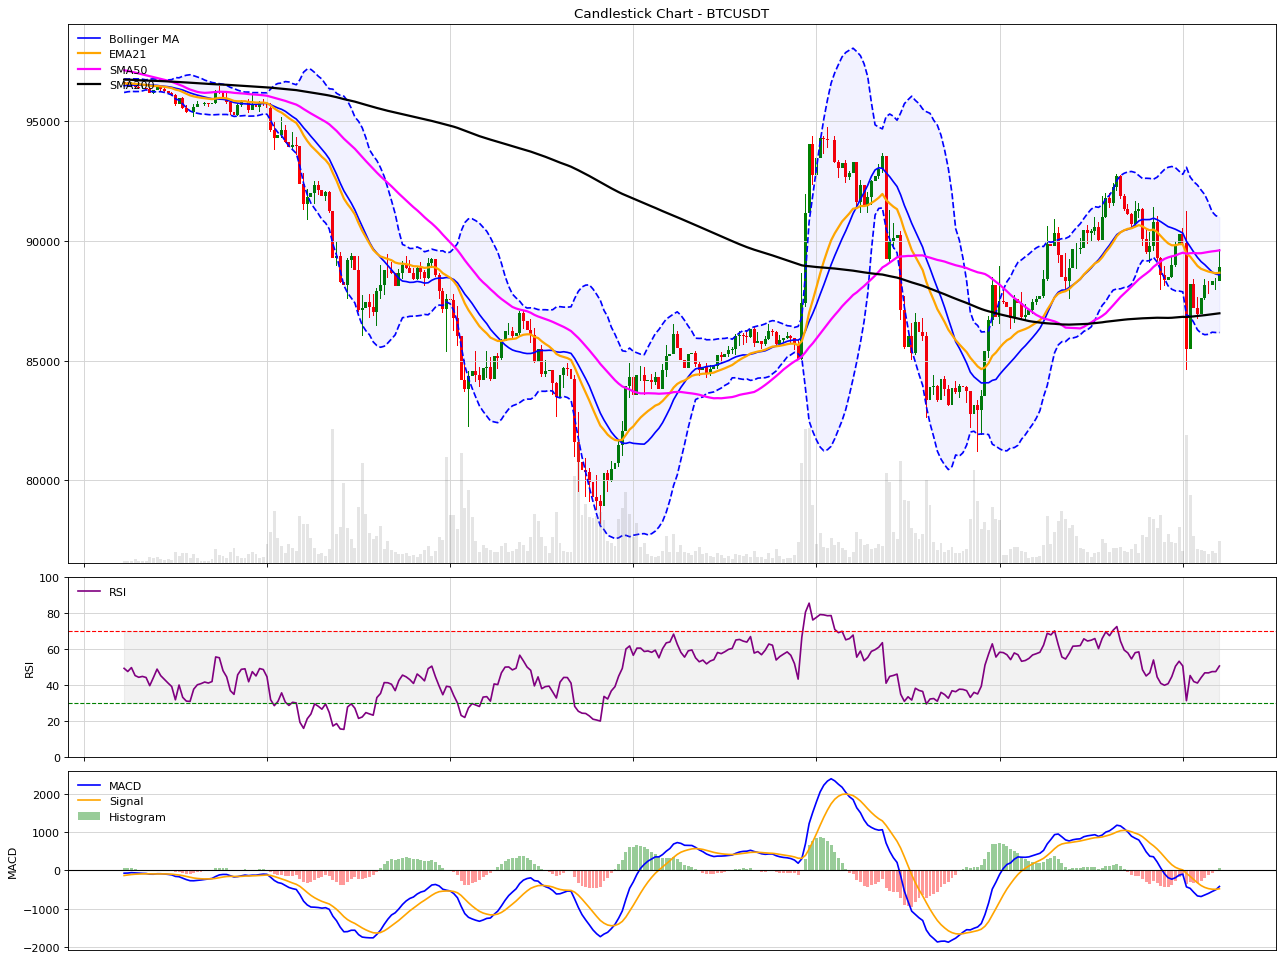 Candlestick Chart - BTCUSDT
Bollinger MA
EMA21
SMA50
SMA200
95000
90000
85000
80000
RSI
100
80
60
40
20
0
RSI
MACD
Signal
Histogram
2000
1000
0
−1000
−2000
MACD